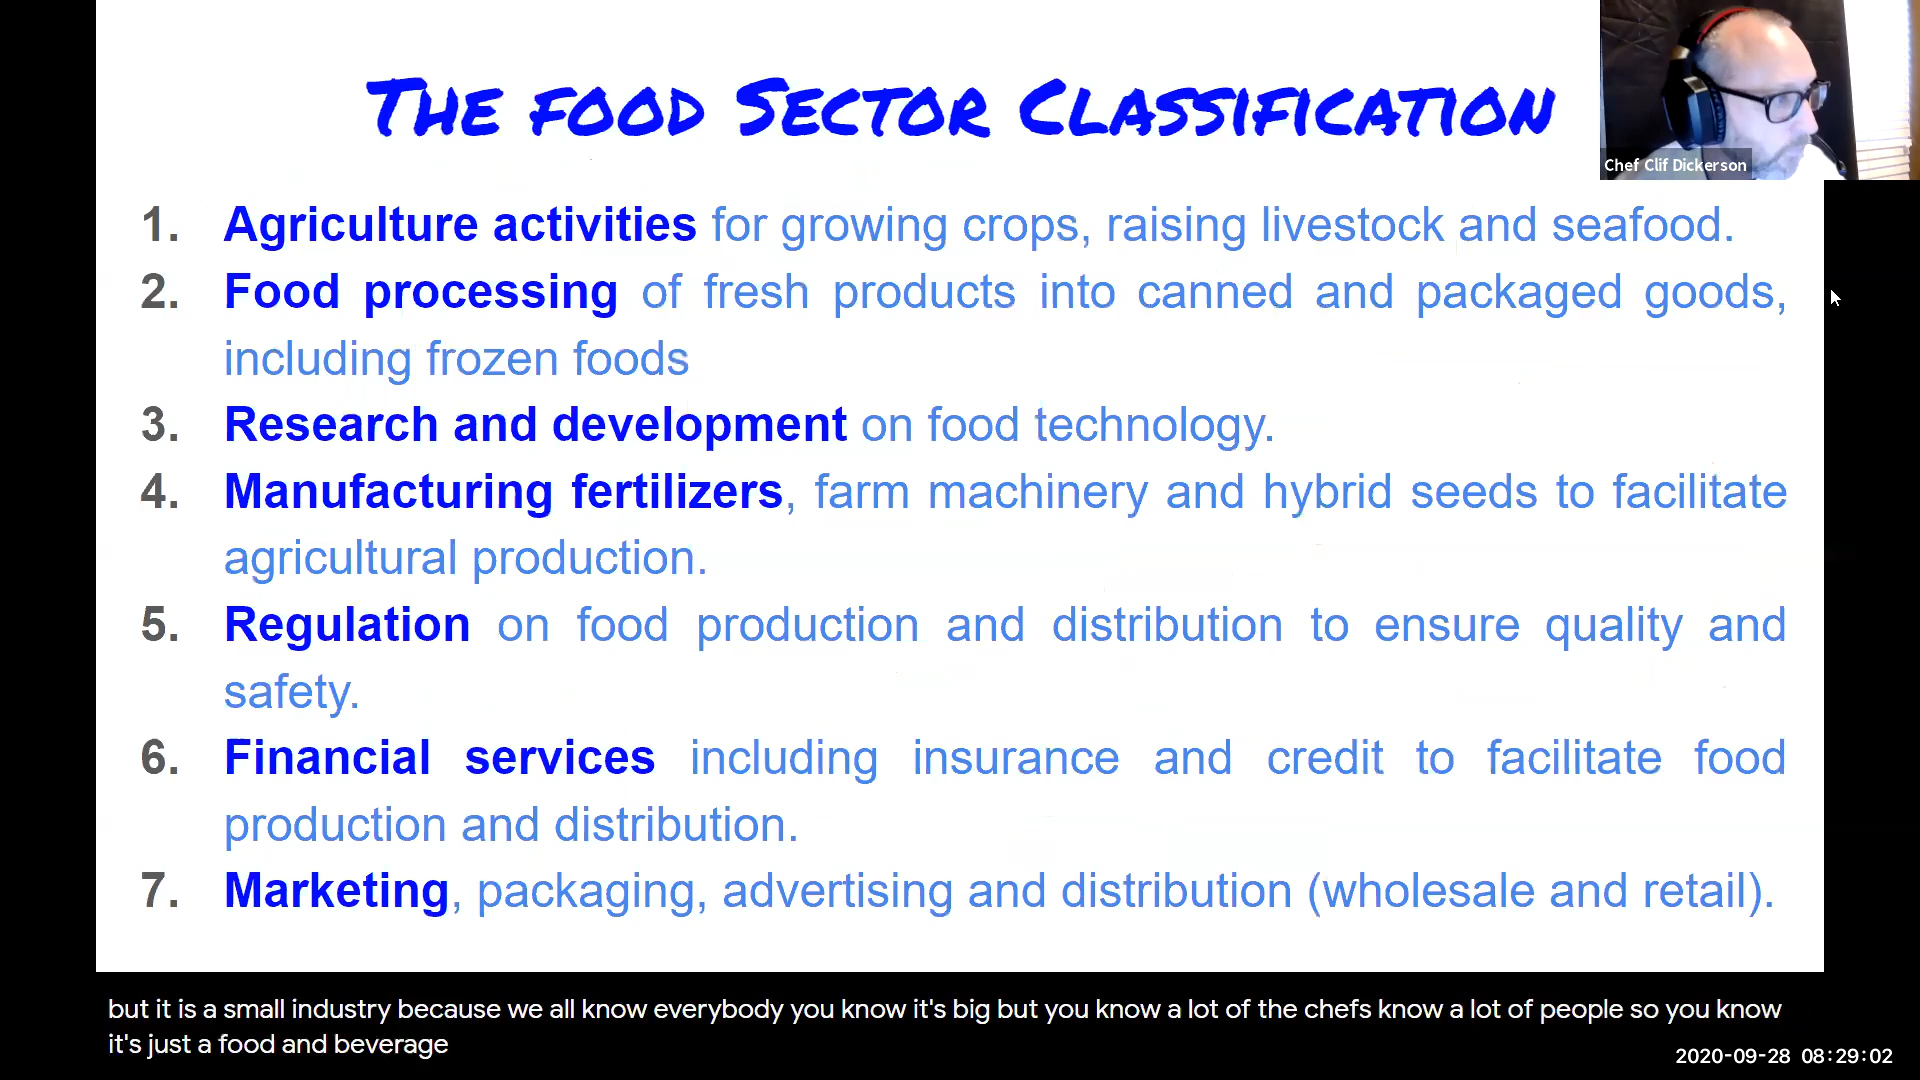 The food Sector Classification
Chef Clif Dickerson
1. Agriculture activities for growing crops, raising livestock and seafood.
2. Food processing of fresh products into canned and packaged goods,
including frozen foods
3. Research and development on food technology.
4. Manufacturing fertilizers, farm machinery and hybrid seeds to facilitate
agricultural production.
5. Regulation on food production and distribution to ensure quality and
safety.
6. Financial services including insurance and credit to facilitate food
production and distribution.
7. Marketing, packaging, advertising and distribution (wholesale and retail).
but it is a small industry because we all know everybody you know it's big but you know a lot of the chefs know a lot of people so you know
it's just a food and beverage
2020-09-28 08:29:02